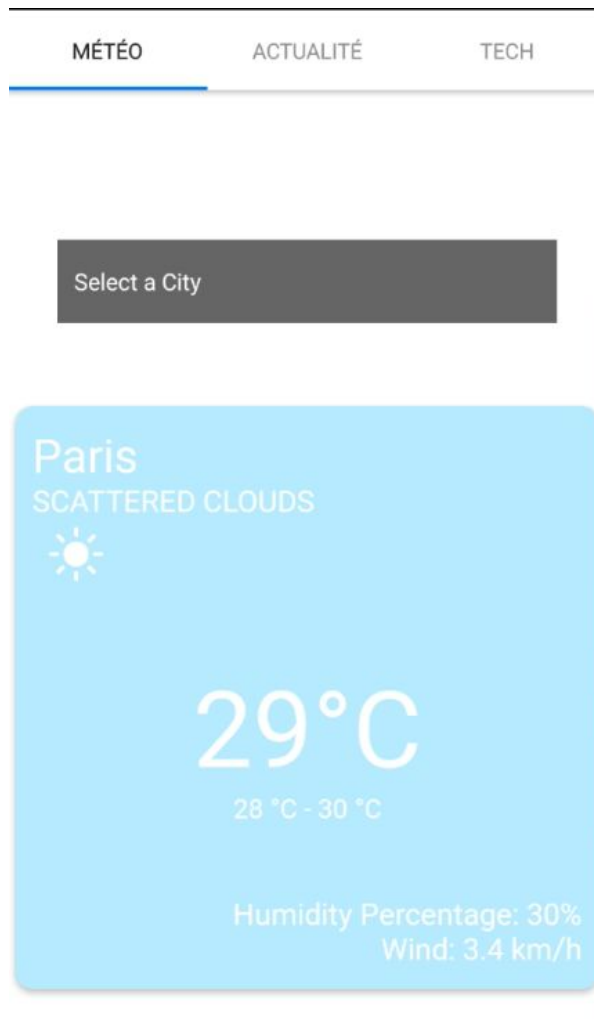 MÉTÉO ACTUALITÉ TECH
Select a City
Paris
SCATTERED CLOUDS
29°C
28 °C - 30 °C
Humidity Percentage: 30%
Wind: 3.4 km/h